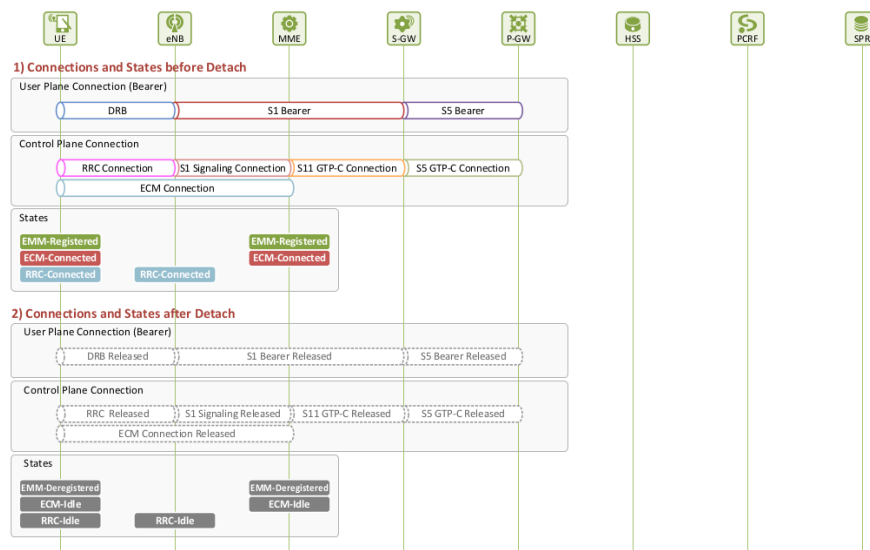 UE eNB MME S-GW P-GW HSS PCRF SPR
1) Connections and States before Detach
User Plane Connection (Bearer)
DRB S1 Bearer S5 Bearer
Control Plane Connection
RRC Connection S1 Signaling Connection S11 GTP-C Connection S5 GTP-C Connection
ECM Connection
States
EMM-Registered EMM-Registered
ECM-Connected ECM-Connected
RRC-Connected RRC-Connected
2) Connections and States after Detach
User Plane Connection (Bearer)
DRB Released S1 Bearer Released S5 Bearer Released
Control Plane Connection
RRC Released S1 Signaling Released S11 GTP-C Released S5 GTP-C Released
ECM Connection Released
States
EMM-Deregistered EMM-Deregistered
ECM-Idle ECM-Idle
RRC-Idle RRC-Idle